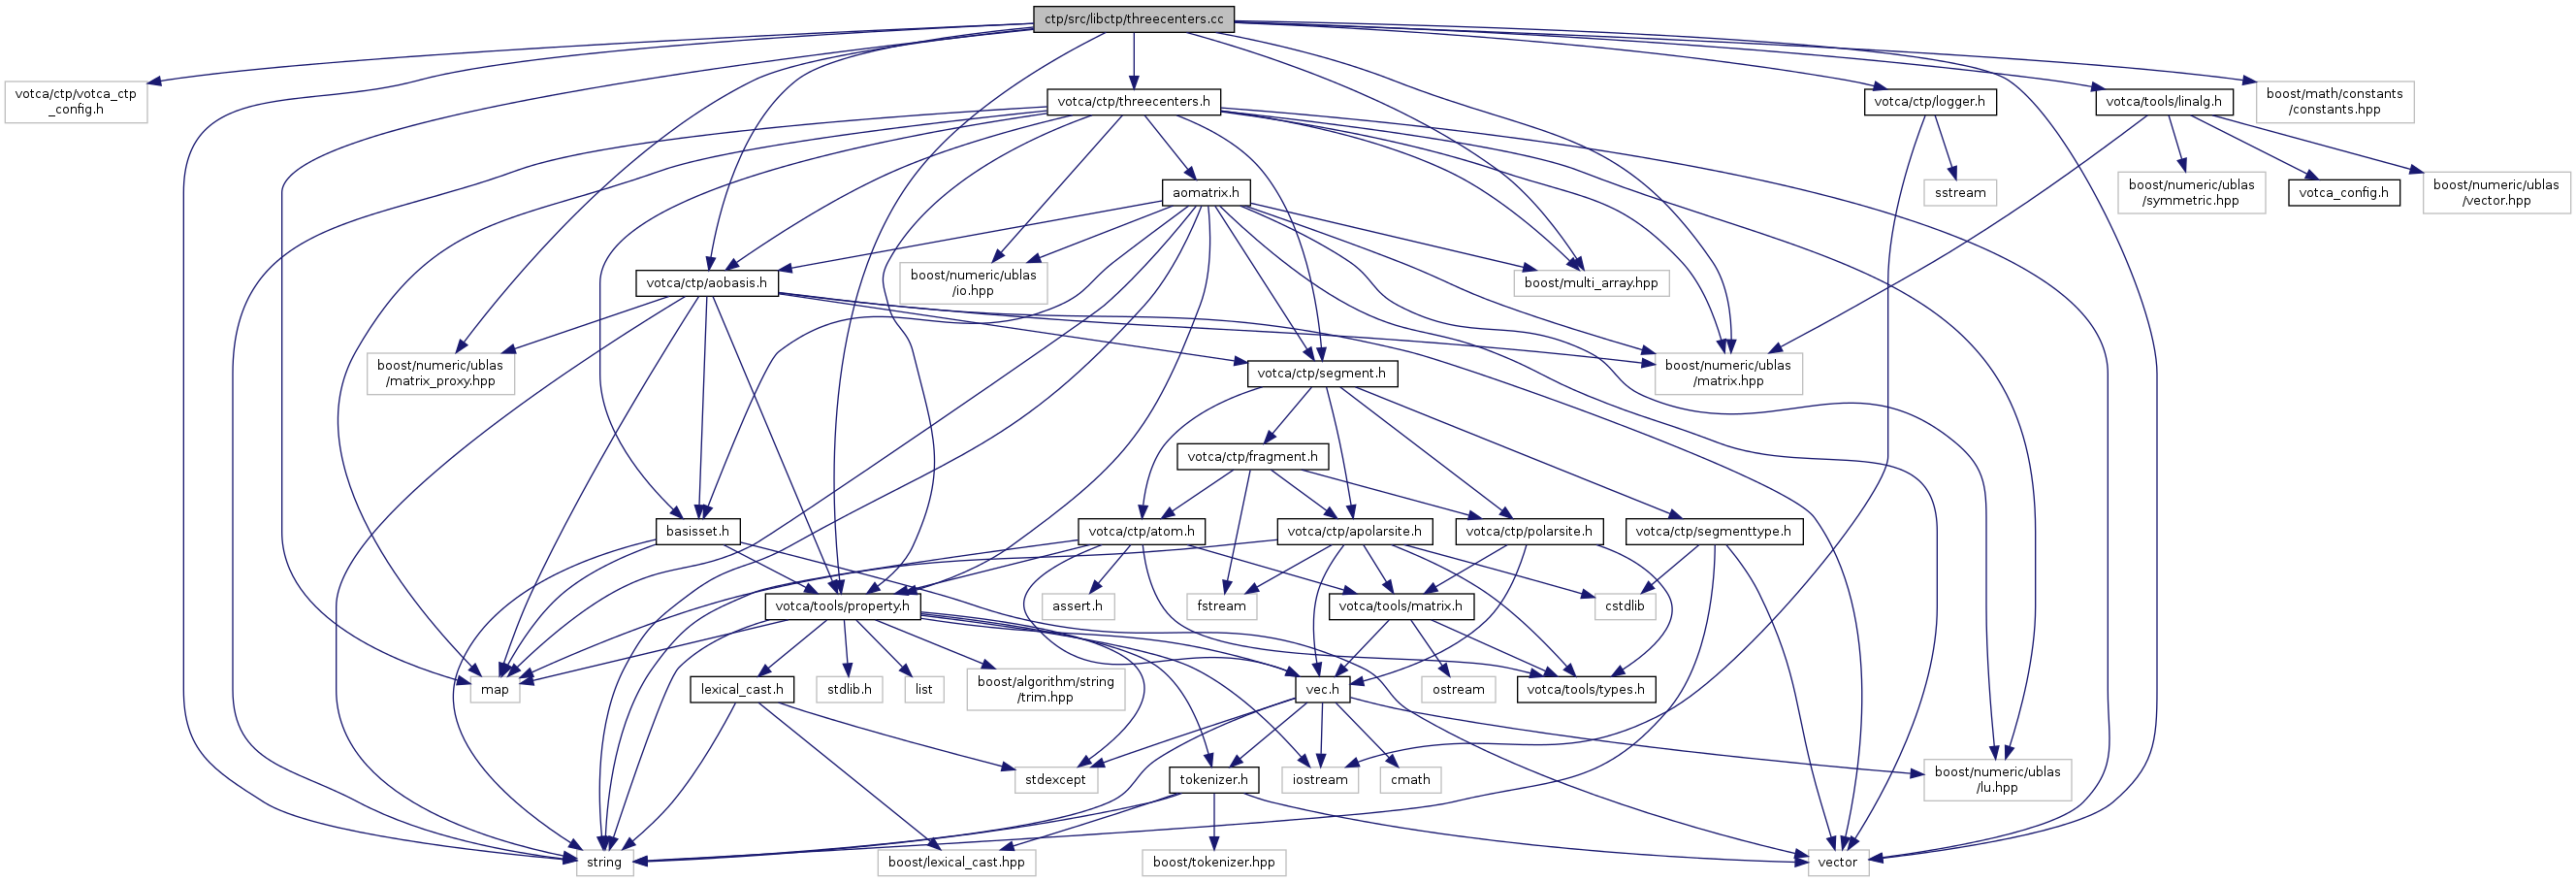 ctp/src/libctp/threecenters.cc
votca/ctp/votca_ctp
_config.h
votca/ctp/threecenters.h
votca/ctp/logger.h
votca/tools/linalg.h
boost/math/constants
/constants.hpp
aomatrix.h
sstream
boost/numeric/ublas
/symmetric.hpp
votca_config.h
boost/numeric/ublas
/vector.hpp
votca/ctp/aobasis.h
boost/numeric/ublas
/io.hpp
boost/multi_array.hpp
boost/numeric/ublas
/matrix_proxy.hpp
votca/ctp/segment.h
boost/numeric/ublas
/matrix.hpp
votca/ctp/fragment.h
basisset.h
votca/ctp/atom.h
votca/ctp/apolarsite.h
votca/ctp/polarsite.h
votca/ctp/segmenttype.h
votca/tools/property.h
assert.h
fstream
votca/tools/matrix.h
cstdlib
map
lexical_cast.h
stdlib.h
list
boost/algorithm/string
/trim.hpp
vec.h
ostream
votca/tools/types.h
stdexcept
tokenizer.h
iostream
cmath
boost/numeric/ublas
/lu.hpp
string
boost/lexical_cast.hpp
boost/tokenizer.hpp
vector